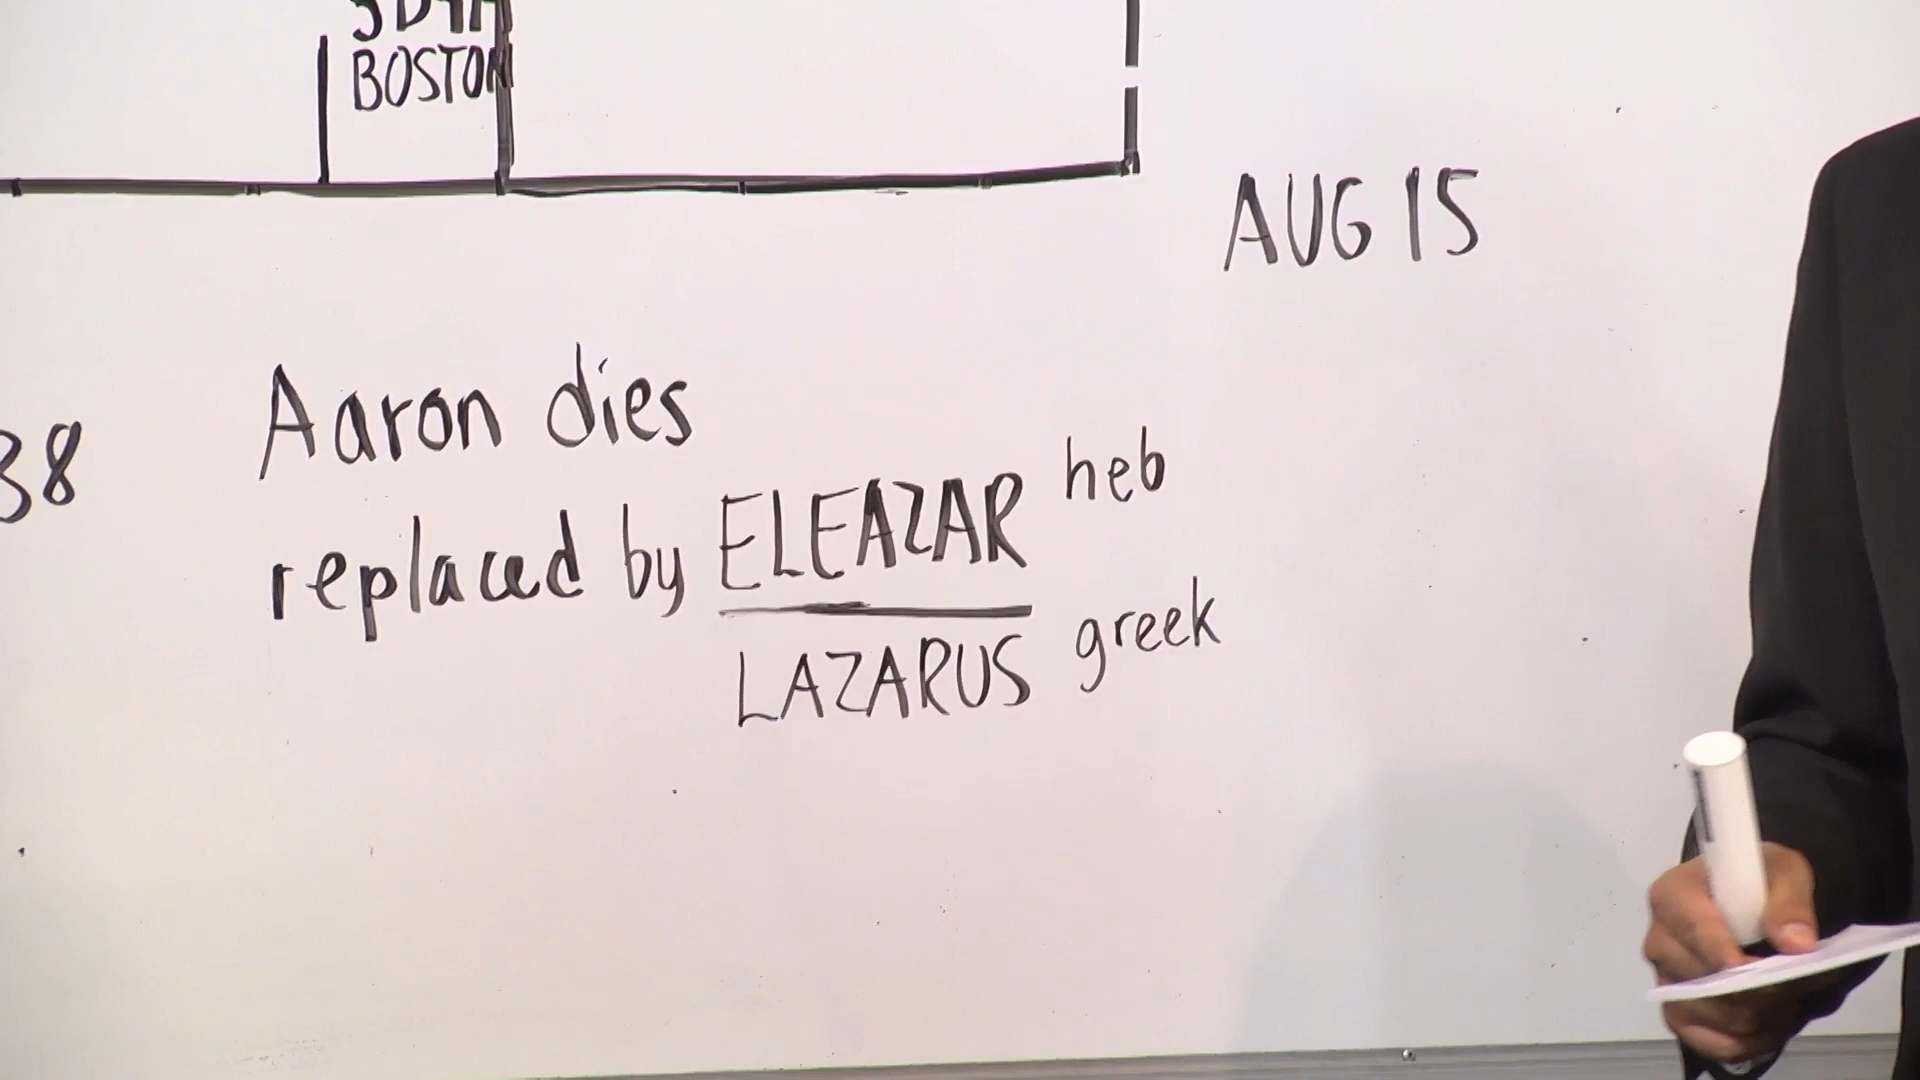 BOSTON
AUG 15
38
Aaron dies
replaced by ELEAZAR heb
LAZARUS greek